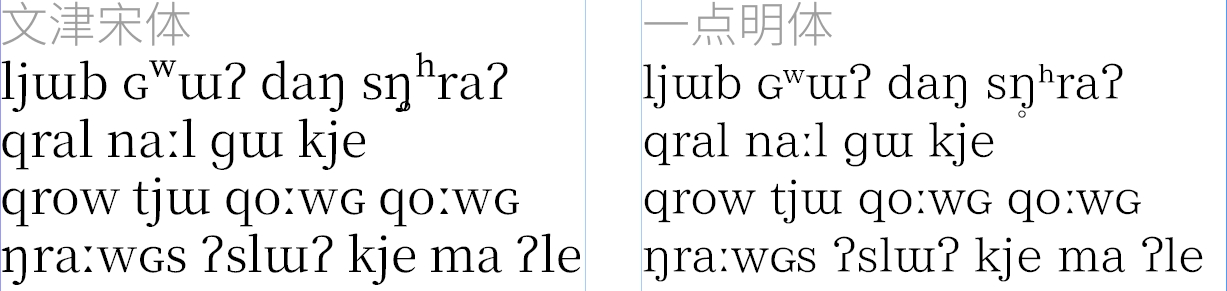 文津宋体
ljɯb ɢʷɯʔ daŋ sŋ̊ʰraʔ
qral naːl gɯ kje
qrow tjɯ qoːwɢ qoːwɢ
ŋraːwɢs ʔslɯʔ kje ma ʔle
一点明体
ljɯb ɢʷɯʔ daŋ sŋ̥ʰraʔ
qral naːl gɯ kje
qrow tjɯ qoːwɢ qoːwɢ
ŋraːwɢs ʔslɯʔ kje ma ʔle